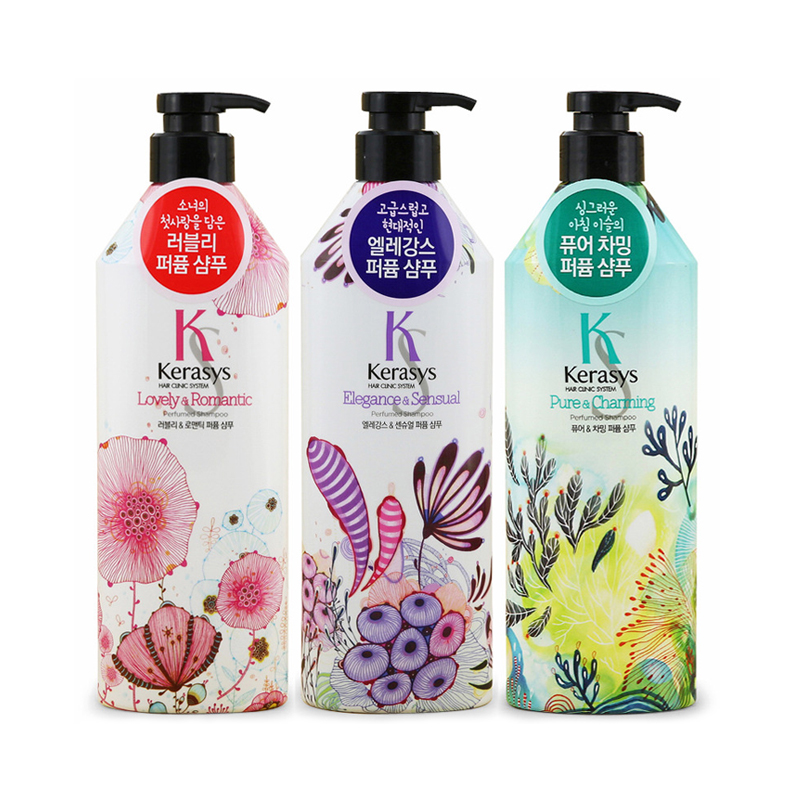 소녀의
첫사랑을 담은
러블리
퍼퓸 샴푸
KS
Kerasys
HAIR CLINIC SYSTEM
Lovely & Romantic
Perfumed Shampoo
러블리 & 로맨틱 퍼퓸 샴푸
고급스럽고
현대적인
엘레강스
퍼퓸 샴푸
KS
Kerasys
HAIR CLINIC SYSTEM
Elegance & Sensual
Perfumed Shampoo
엘레강스 & 센슈얼 퍼퓸 샴푸
싱그러운
아침 이슬의
퓨어 차밍
퍼퓸 샴푸
KS
Kerasys
HAIR CLINIC SYSTEM
Pure & Charming
Perfumed Shampoo
퓨어 & 차밍 퍼퓸 샴푸